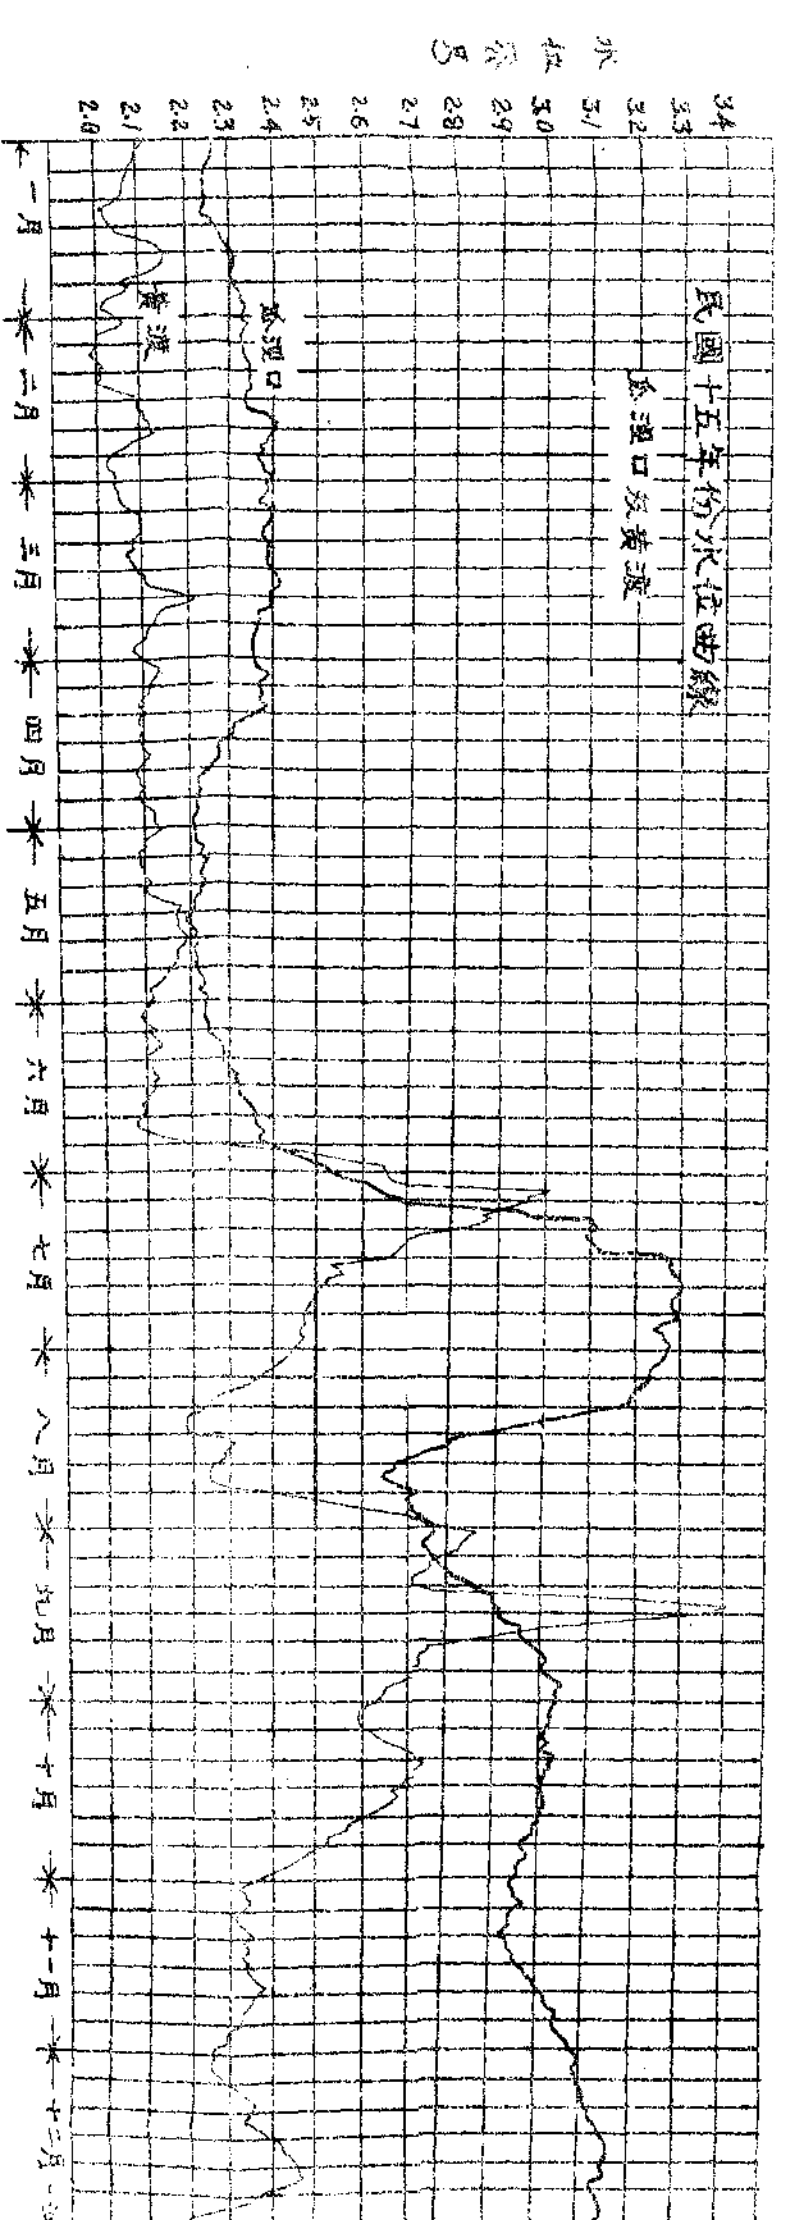 民國十五年份水位曲線
瓜涇口及黃渡
水位公尺
3.4
3.3
3.2
3.1
3.0
2.9
2.8
2.7
2.6
2.5
2.4
2.3
2.2
2.1
2.0
瓜涇口
黃渡
一月
二月
三月
四月
五月
六月
七月
八月
九月
十月
十一月
十二月